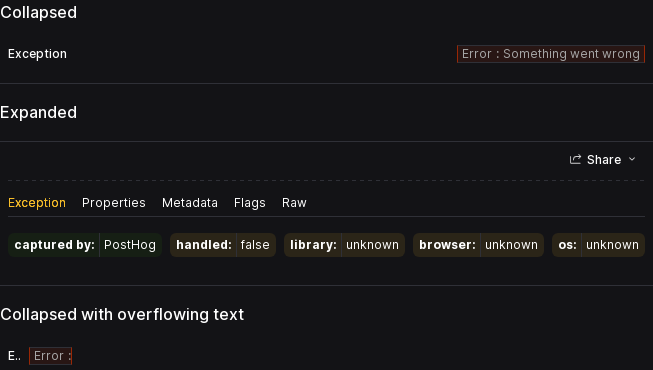 Collapsed
Exception Error : Something went wrong
Expanded
Share
Exception Properties Metadata Flags Raw
captured by: PostHog handled: false library: unknown browser: unknown os: unknown
Collapsed with overflowing text
E.. Error :